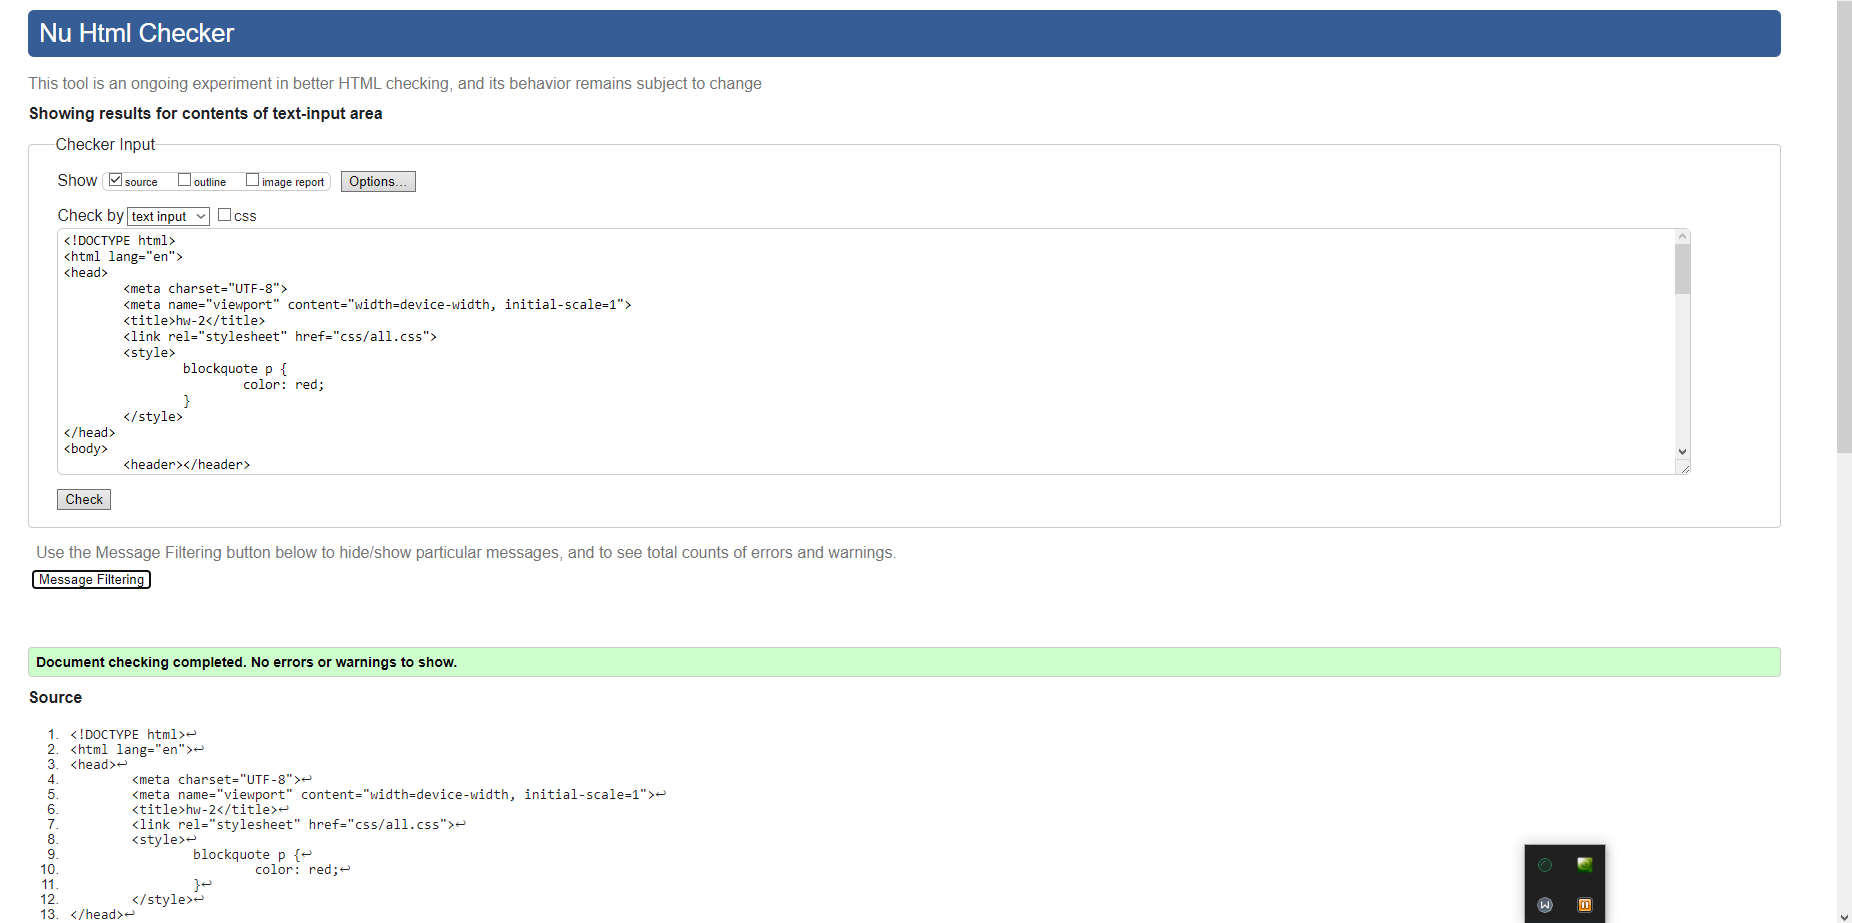 Nu Html Checker
This tool is an ongoing experiment in better HTML checking, and its behavior remains subject to change
Showing results for contents of text-input area
Checker Input
Show source outline image report Options...
Check by text input css
<!DOCTYPE html>
<html lang="en">
<head>
<meta charset="UTF-8">
<meta name="viewport" content="width=device-width, initial-scale=1">
<title>hw-2</title>
<link rel="stylesheet" href="css/all.css">
<style>
blockquote p {
color: red;
}
</style>
</head>
<body>
<header></header>
Check
Use the Message Filtering button below to hide/show particular messages, and to see total counts of errors and warnings.
Message Filtering
Document checking completed. No errors or warnings to show.
Source
1. <!DOCTYPE html>↩
2. <html lang="en">↩
3. <head>↩
4. <meta charset="UTF-8">↩
5. <meta name="viewport" content="width=device-width, initial-scale=1">↩
6. <title>hw-2</title>↩
7. <link rel="stylesheet" href="css/all.css">↩
8. <style>↩
9. blockquote p {↩
10. color: red;↩
11. }↩
12. </style>↩
13. </head>↩